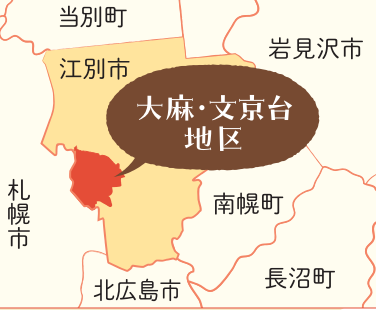 当別町
岩見沢市
江別市
大麻・文京台
地区
札幌市
南幌町
長沼町
北広島市